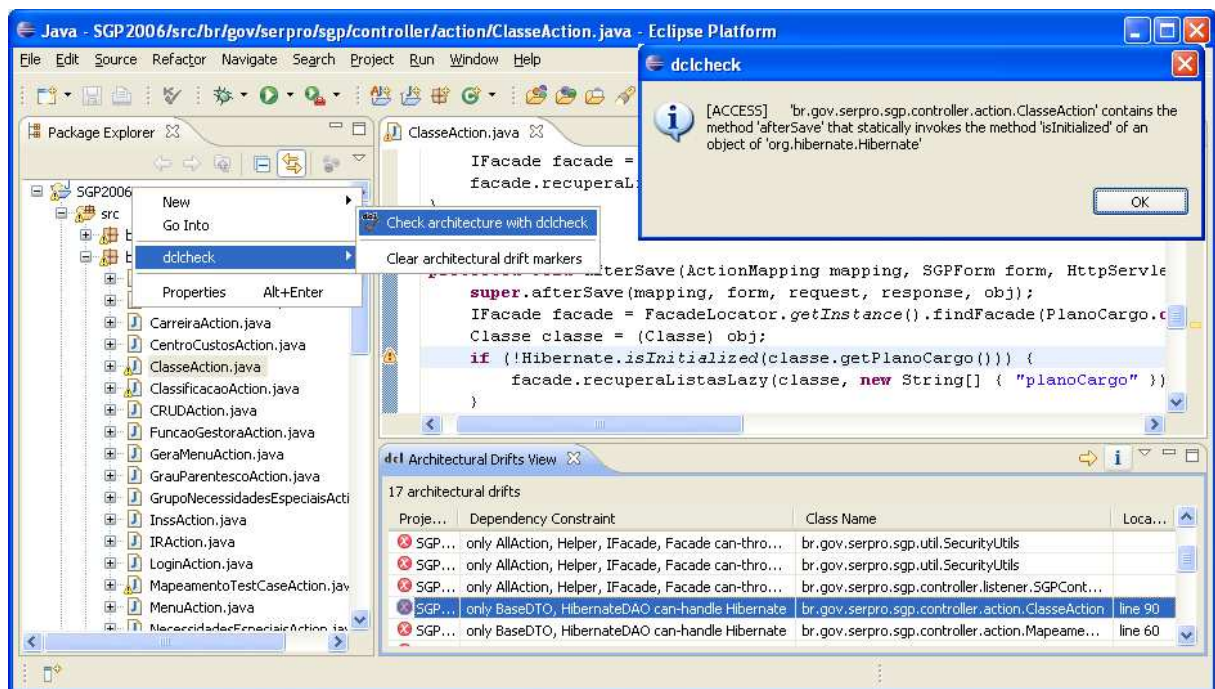 Java - SGP2006/src/br/gov/serpro/sgp/controller/action/ClasseAction.java - Eclipse Platform
File Edit Source Refactor Navigate Search Project Run Window Help
dclcheck
[ACCESS] 'br.gov.serpro.sgp.controller.action.ClasseAction' contains the
method 'afterSave' that statically invokes the method 'isInitialized' of an
object of 'org.hibernate.Hibernate'
OK
Package Explorer
SGP2006
src
New
Go Into
dclcheck
Properties Alt+Enter
Check architecture with dclcheck
Clear architectural drift markers
CarreiraAction.java
CentroCustosAction.java
ClasseAction.java
ClassificacaoAction.java
CRUDAction.java
FuncaoGestoraAction.java
GeraMenuAction.java
GrauParentescoAction.java
GrupoNecessidadesEspeciaisActi
InssAction.java
IRAction.java
LoginAction.java
MapeamentoTestCaseAction.jav
MenuAction.java
NecessidadesEspeciaisAction.jav
ClasseAction.java
IFacade facade =
facade.recuperaL
}
afterSave(ActionMapping mapping, SGPForm form, HttpServle
super.afterSave(mapping, form, request, response, obj);
IFacade facade = FacadeLocator.getInstance().findFacade(PlanoCargo.c
Classe classe = (Classe) obj;
if (!Hibernate.isInitialized(classe.getPlanoCargo())) {
facade.recuperaListasLazy(classe, new String[] { "planoCargo" })
}
dcl Architectural Drifts View
17 architectural drifts
Proje... Dependency Constraint Class Name Loca...
SGP... only AllAction, Helper, IFacade, Facade can-thro... br.gov.serpro.sgp.util.SecurityUtils
SGP... only AllAction, Helper, IFacade, Facade can-thro... br.gov.serpro.sgp.util.SecurityUtils
SGP... only AllAction, Helper, IFacade, Facade can-thro... br.gov.serpro.sgp.controller.listener.SGPCont...
SGP... only BaseDTO, HibernateDAO can-handle Hibernate br.gov.serpro.sgp.controller.action.ClasseAction line 90
SGP... only BaseDTO, HibernateDAO can-handle Hibernate br.gov.serpro.sgp.controller.action.Mapeame... line 60